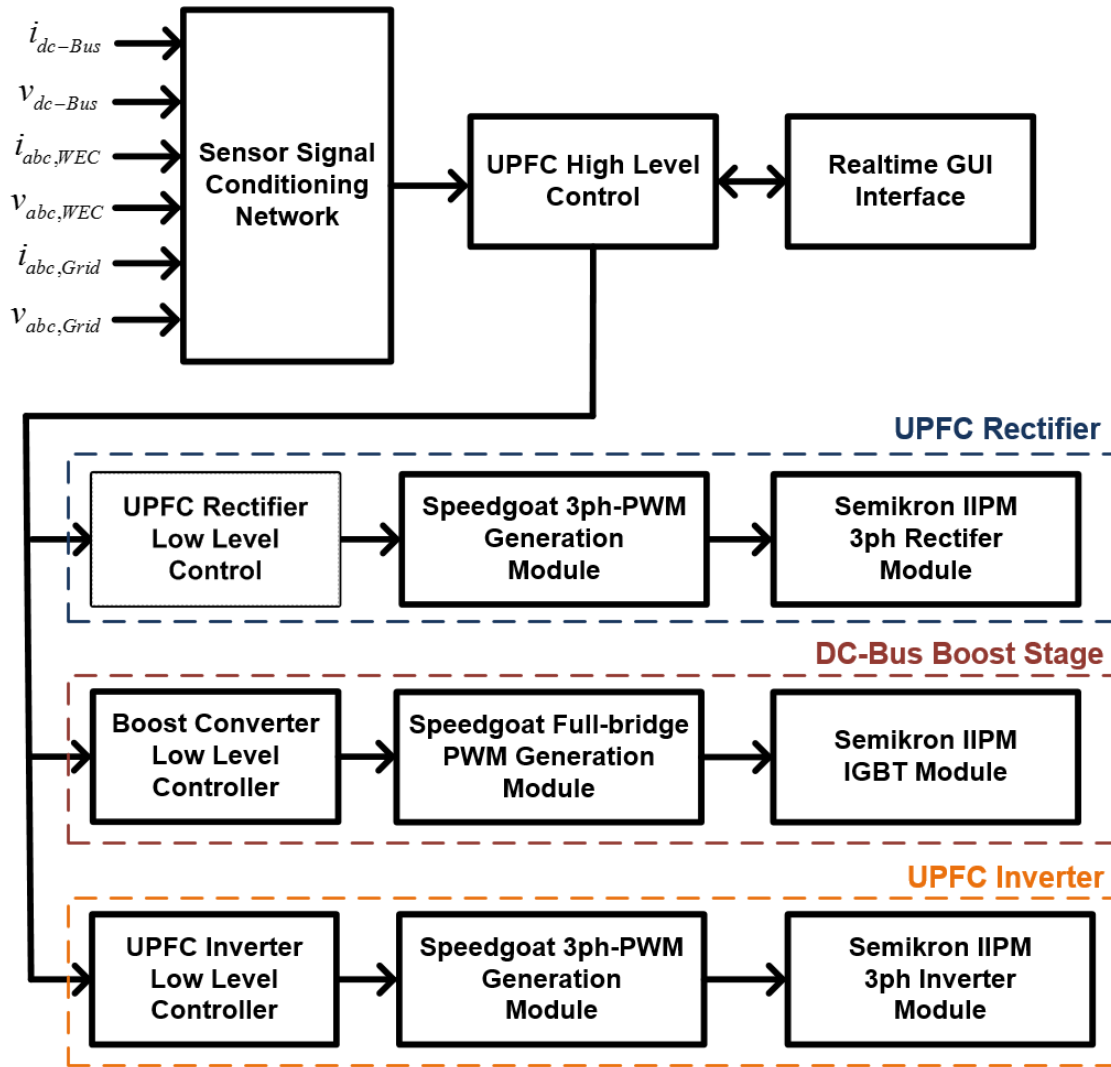 i_dc-Bus
v_dc-Bus
i_abc,WEC
v_abc,WEC
i_abc,Grid
v_abc,Grid
Sensor Signal
Conditioning
Network
UPFC High Level
Control
Realtime GUI
Interface
UPFC Rectifier
UPFC Rectifier
Low Level
Control
Speedgoat 3ph-PWM
Generation
Module
Semikron IIPM
3ph Rectifer
Module
DC-Bus Boost Stage
Boost Converter
Low Level
Controller
Speedgoat Full-bridge
PWM Generation
Module
Semikron IIPM
IGBT Module
UPFC Inverter
UPFC Inverter
Low Level
Controller
Speedgoat 3ph-PWM
Generation
Module
Semikron IIPM
3ph Inverter
Module